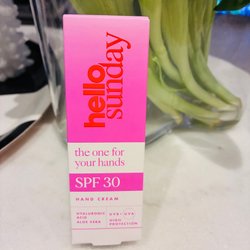 hello
sunday
the one for
your hands
SPF 30
HAND CREAM
HYALURONIC
ACID
ALOE VERA
UVB + UVA
HIGH
PROTECTION